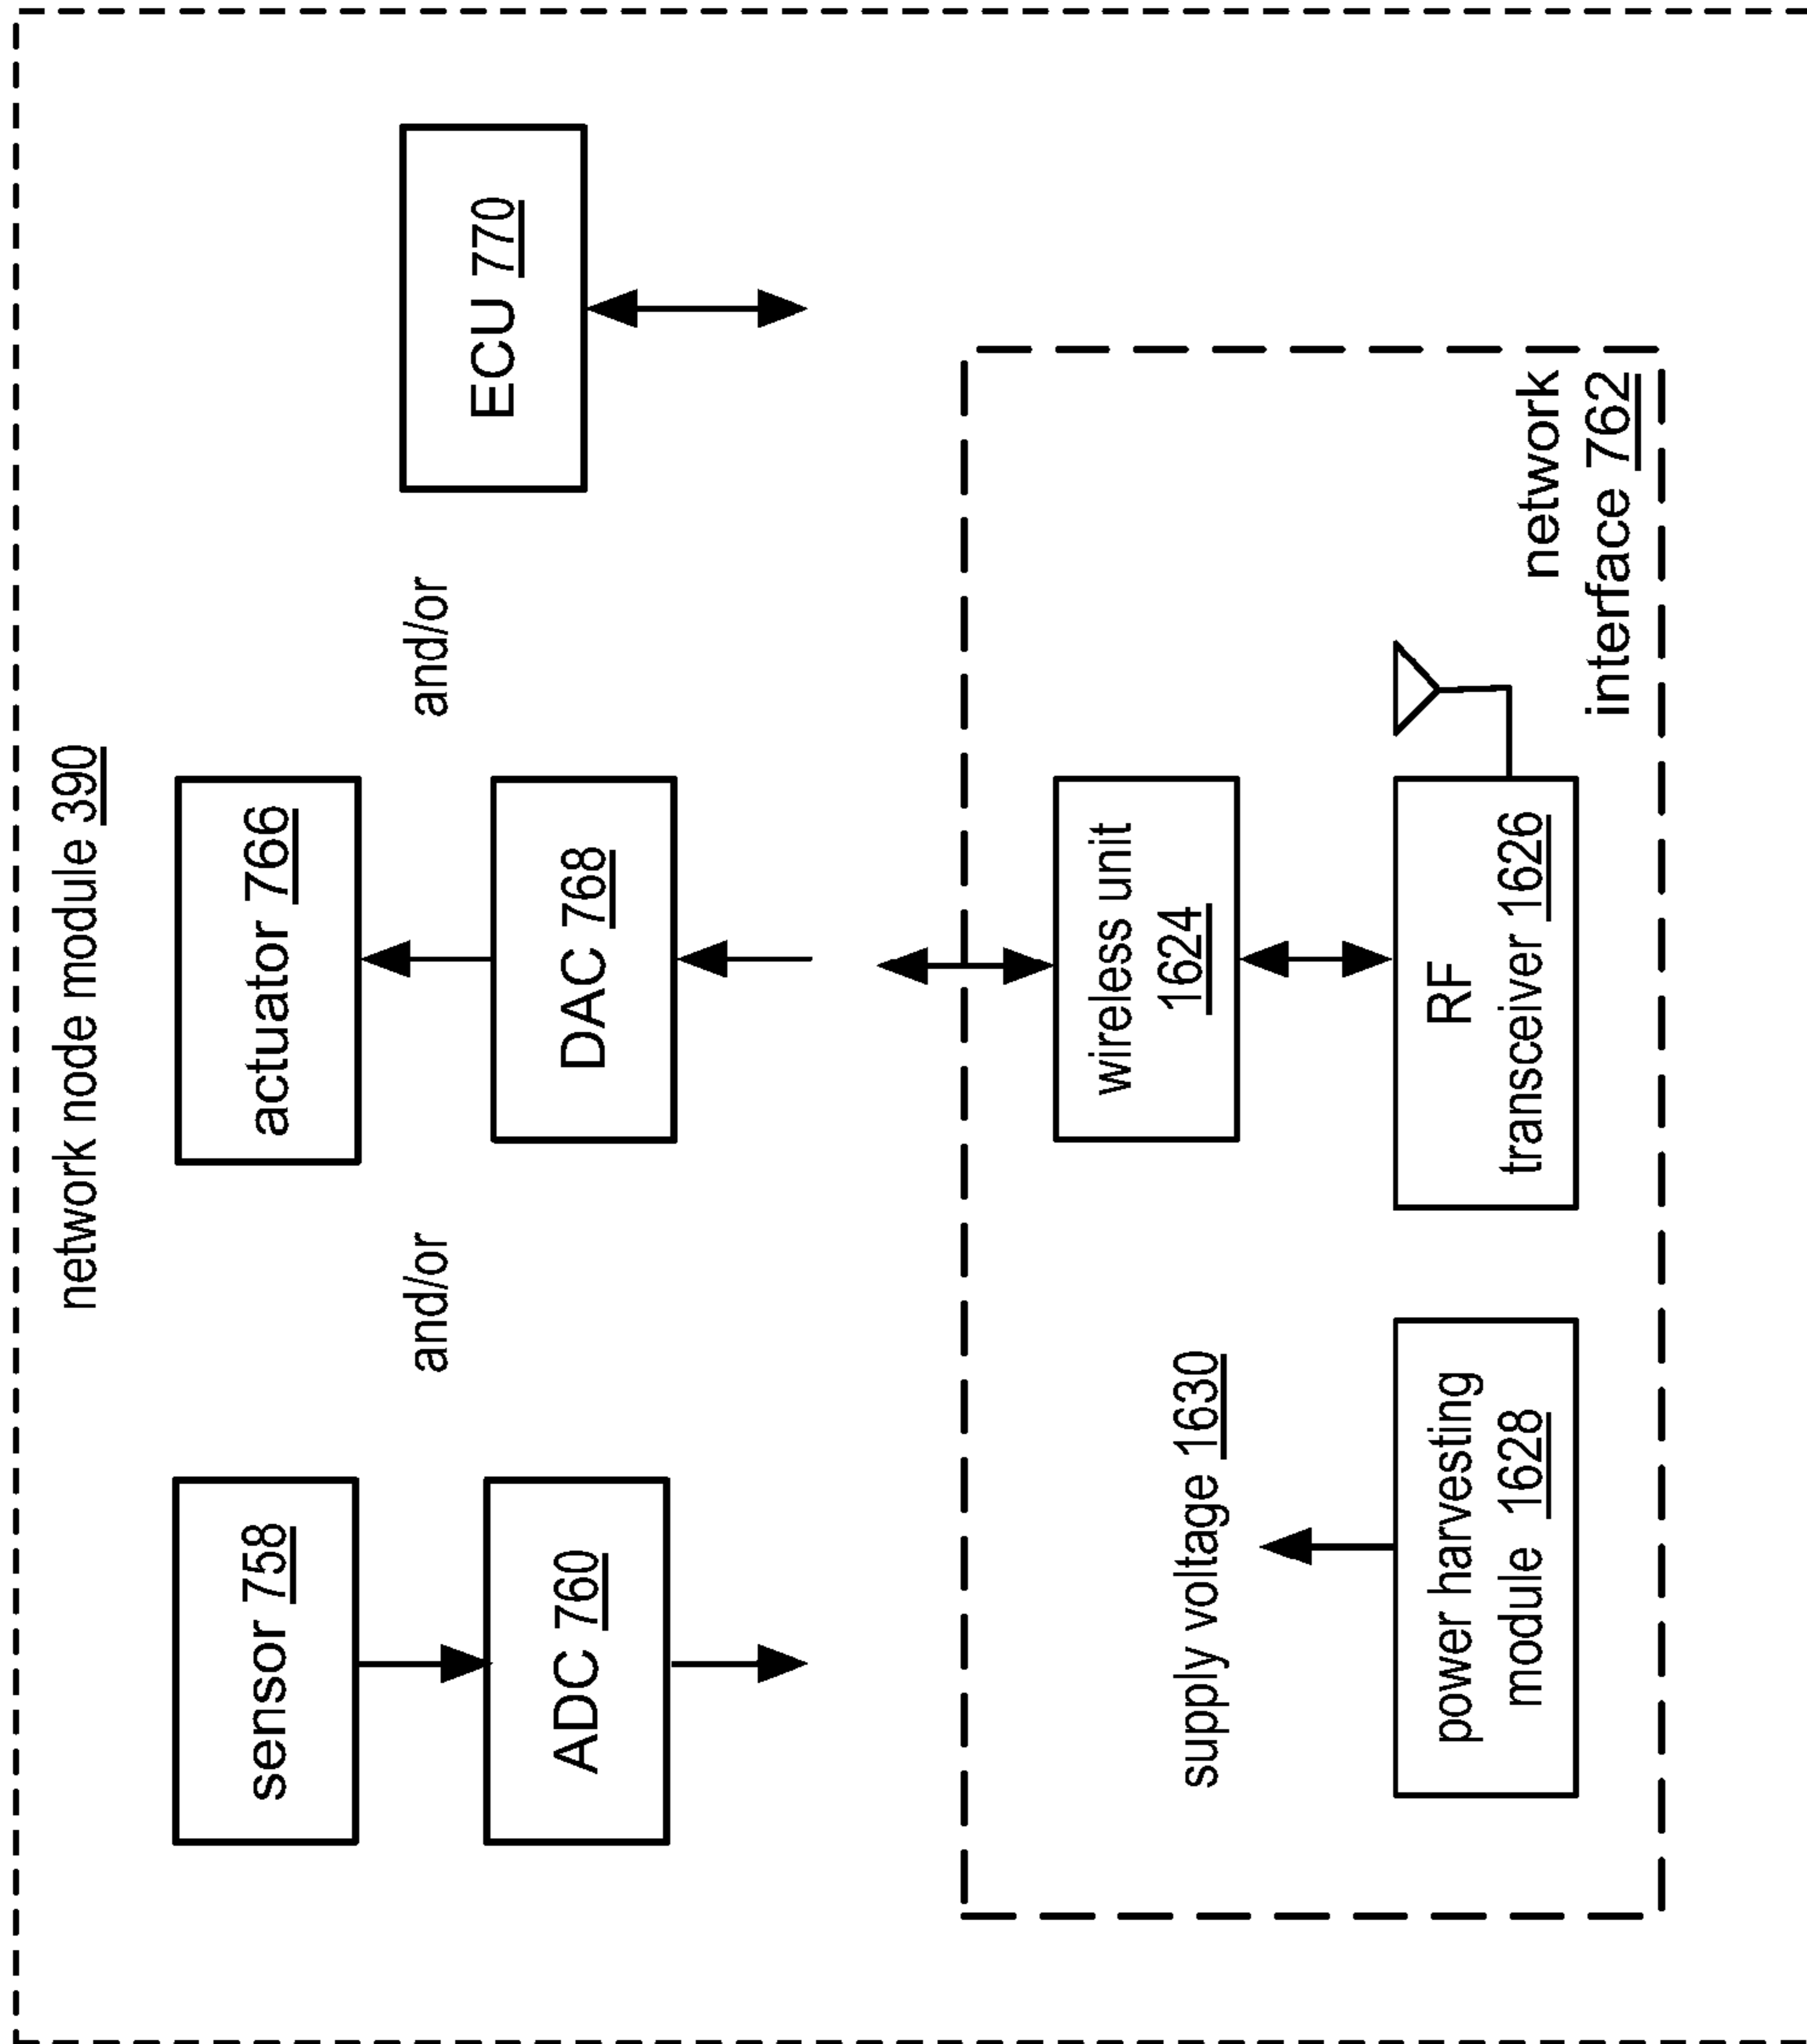 network node module 390
sensor 758
actuator 766
ADC 760
and/or
DAC 768
and/or
ECU 770
supply voltage 1630
wireless unit
1624
power harvesting
module 1628
RF
transceiver 1626
network
interface 762